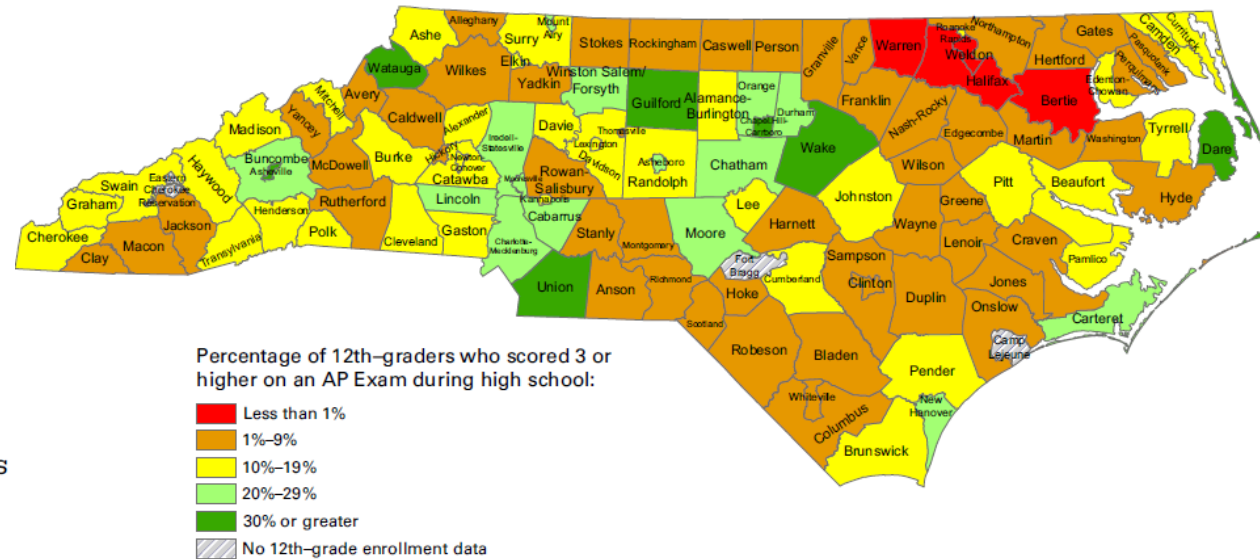 Ashe
Alleghany
Surry
Mount
Airy
Stokes
Rockingham
Caswell
Person
Granville
Vance
Warren
Roanoke
Rapids
Weldon
Halifax
Northampton
Hertford
Gates
Pasquotank
Perquimans
Camden
Currituck
Watauga
Wilkes
Elkin
Yadkin
Winston Salem/
Forsyth
Guilford
Alamance-
Burlington
Orange
Chapel Hill-
Carrboro
Durham
Franklin
Nash-Rocky
Edgecombe
Bertie
Edenton-
Chowan
Martin
Washington
Tyrrell
Dare
Mitchell
Avery
Yancey
Madison
Caldwell
Alexander
Iredell-
Statesville
Davie
Thomasville
Lexington
Davidson
Asheboro
Randolph
Chatham
Wake
Wilson
Pitt
Beaufort
Hyde
Haywood
Buncombe
Asheville
McDowell
Burke
Hickory
Newton-
Conover
Catawba
Mooresville
Rowan-
Salisbury
Kannapolis
Swain
Eastern
Cherokee
Reservation
Graham
Jackson
Henderson
Rutherford
Lincoln
Cabarrus
Lee
Johnston
Greene
Wayne
Lenoir
Craven
Pamlico
Cherokee
Clay
Macon
Transylvania
Polk
Cleveland
Gaston
Charlotte-
Mecklenburg
Stanly
Montgomery
Moore
Harnett
Fort
Bragg
Cumberland
Sampson
Clinton
Duplin
Jones
Onslow
Carteret
Camp
Lejeune
Union
Anson
Richmond
Scotland
Hoke
Robeson
Bladen
Pender
New
Hanover
Whiteville
Columbus
Brunswick
Percentage of 12th–graders who scored 3 or
higher on an AP Exam during high school:
Less than 1%
1%–9%
10%–19%
20%–29%
30% or greater
No 12th–grade enrollment data
s